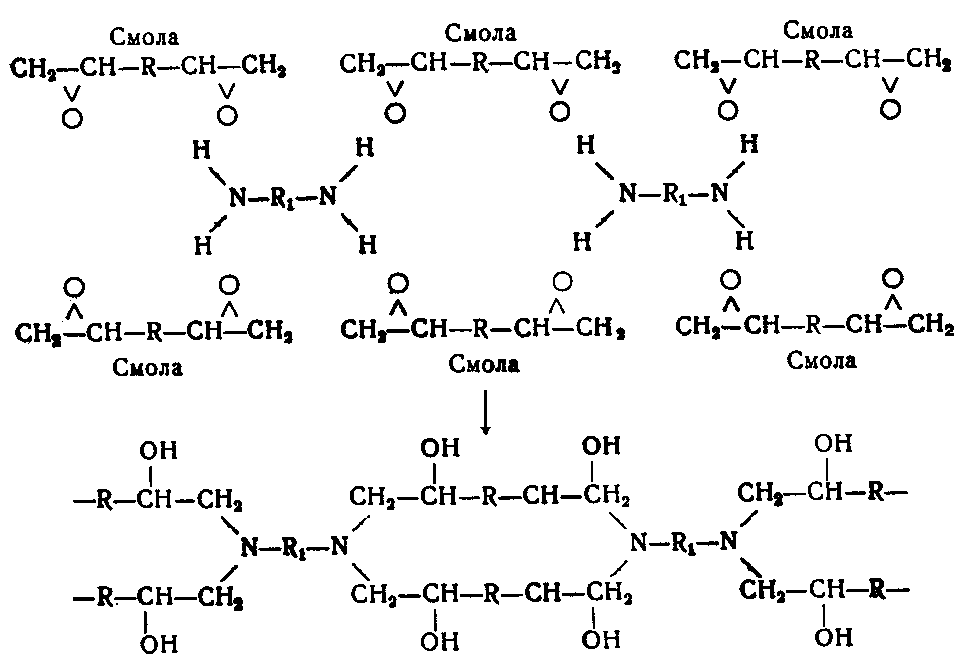 Смола Смола Смола
CH₂—CH—R—CH—CH₂ CH₂—CH—R—CH—CH₂ CH₂—CH—R—CH—CH₂
O O O O O O
H H H H
N—R₁—N N—R₁—N
H H H H
O O O O O O
CH₂—CH—R—CH—CH₂ CH₂—CH—R—CH—CH₂ CH₂—CH—R—CH—CH₂
Смола Смола Смола
OH OH OH OH
—R—CH—CH₂ CH₂—CH—R—CH—CH₂ CH₂—CH—R—
N—R₁—N N—R₁—N
—R—CH—CH₂ CH₂—CH—R—CH—CH₂ CH₂—CH—R—
OH OH OH OH